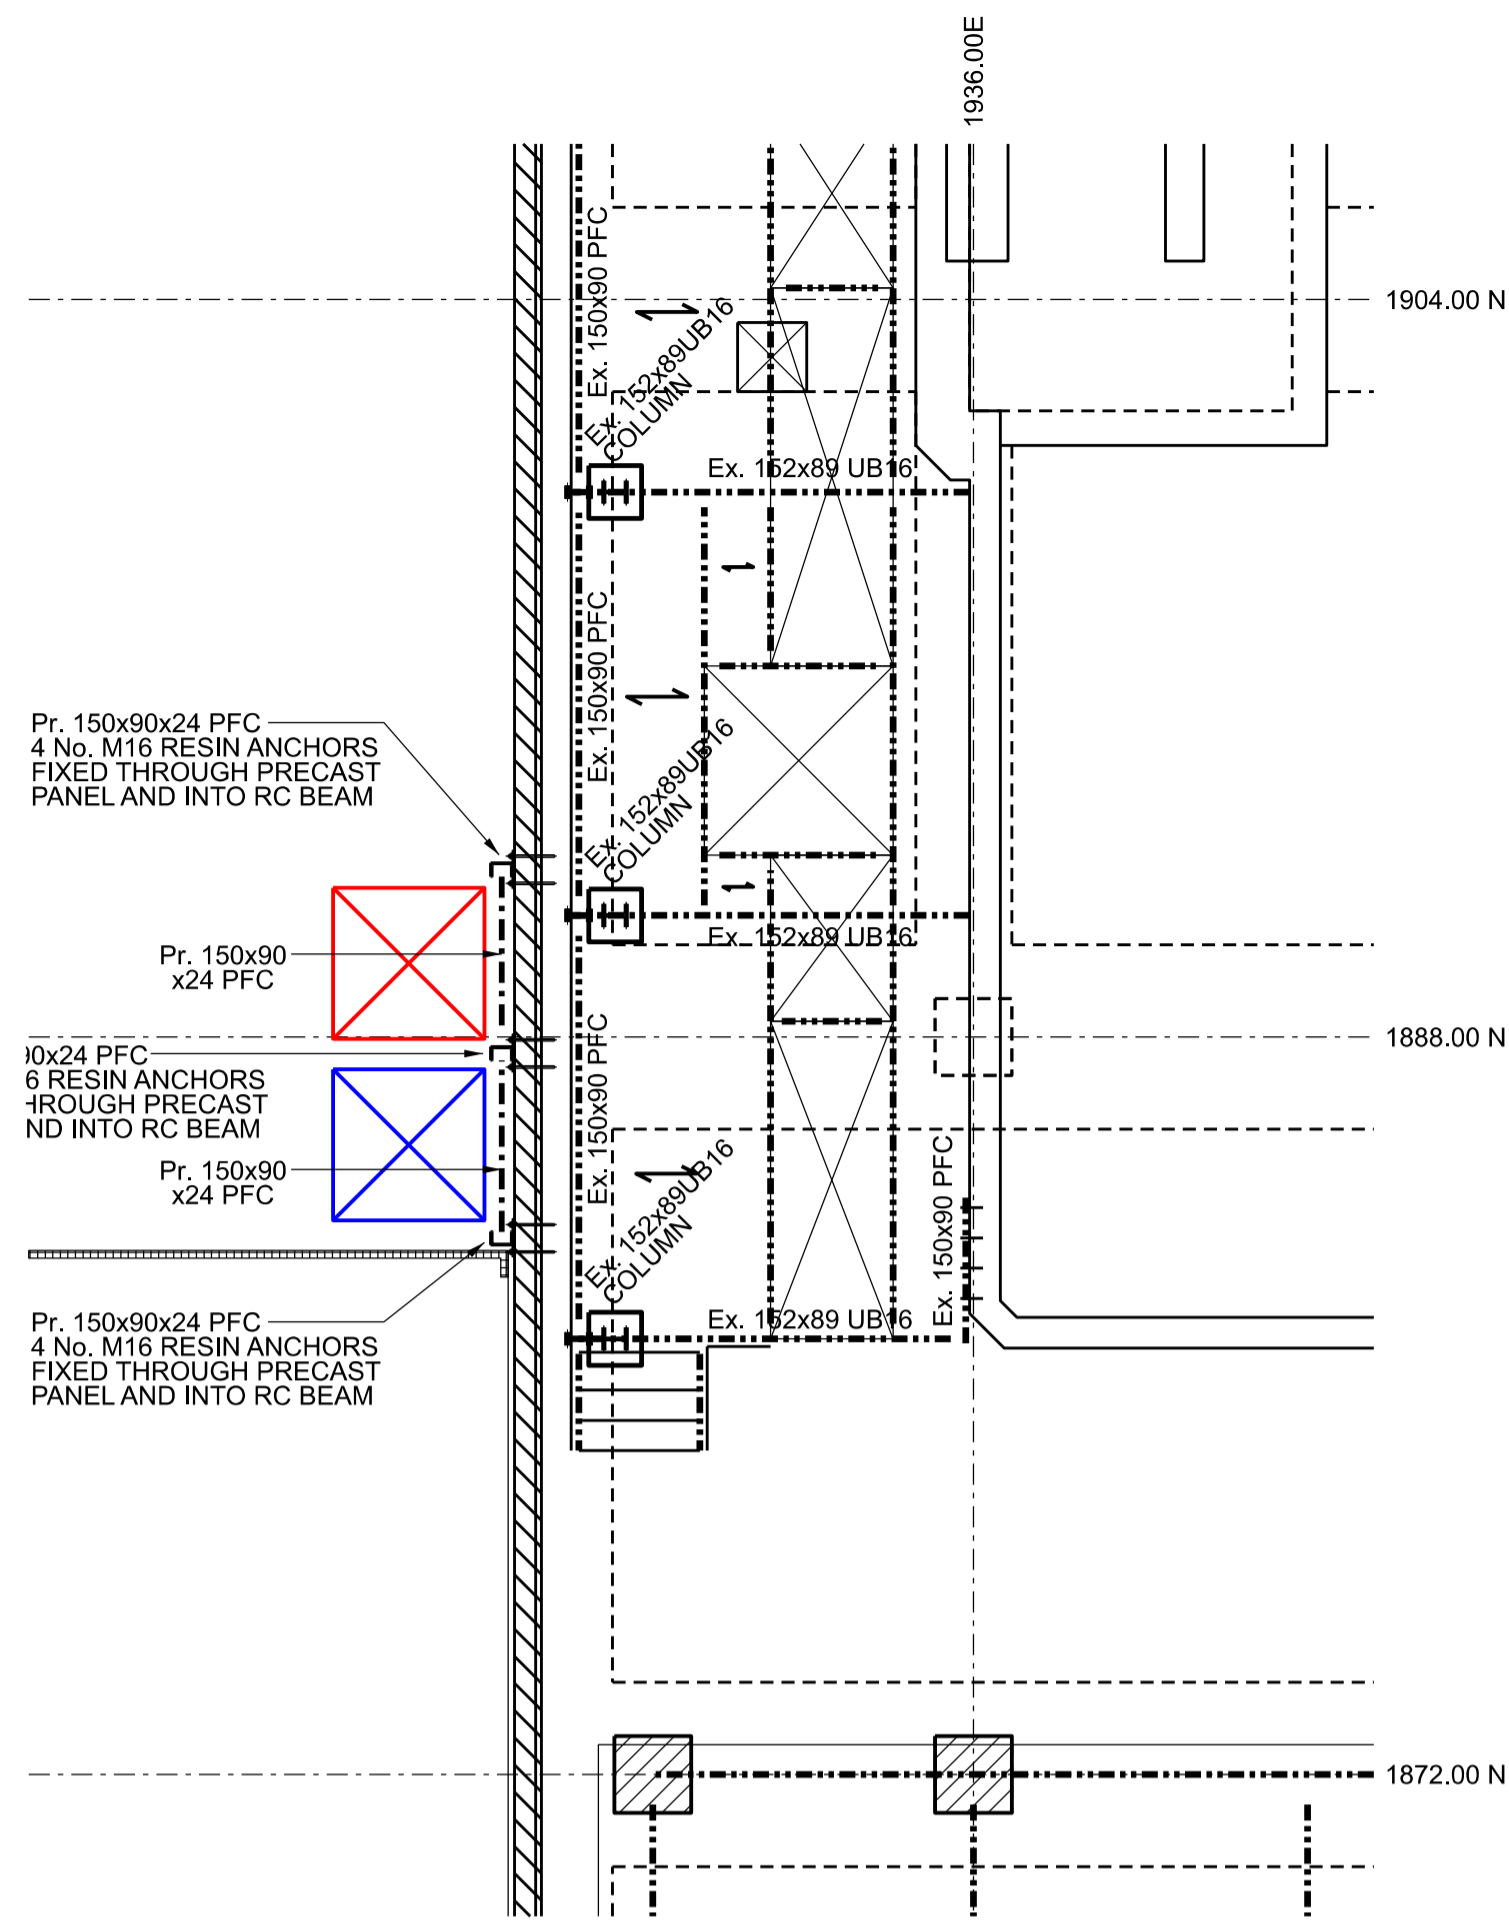 1936.00E
Ex. 150x90 PFC
1904.00 N
Ex. 152x89UB16
COLUMN
Ex. 152x89 UB16
Ex. 150x90 PFC
Pr. 150x90x24 PFC
4 No. M16 RESIN ANCHORS
FIXED THROUGH PRECAST
PANEL AND INTO RC BEAM
Ex. 152x89UB16
COLUMN
Ex. 152x89 UB16
Pr. 150x90
x24 PFC
1888.00 N
0x24 PFC
6 RESIN ANCHORS
HROUGH PRECAST
ND INTO RC BEAM
Ex. 150x90 PFC
Pr. 150x90
x24 PFC
Ex. 152x89UB16
COLUMN
Ex. 150x90 PFC
Ex. 152x89 UB16
Pr. 150x90x24 PFC
4 No. M16 RESIN ANCHORS
FIXED THROUGH PRECAST
PANEL AND INTO RC BEAM
1872.00 N